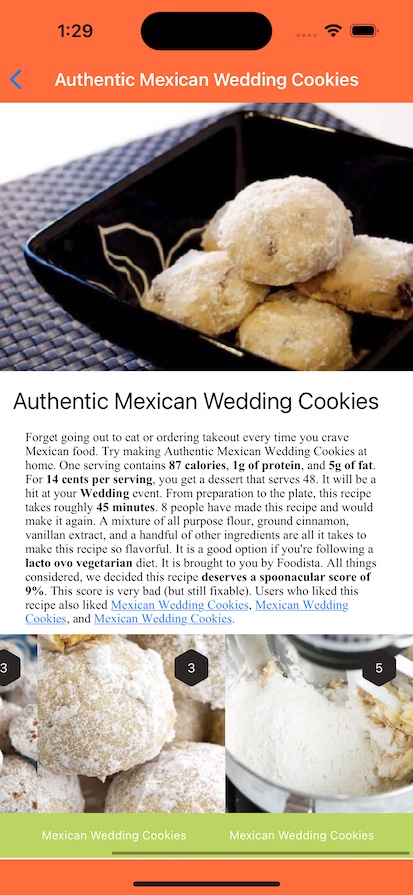 1:29
Authentic Mexican Wedding Cookies
Authentic Mexican Wedding Cookies
Forget going out to eat or ordering takeout every time you crave
Mexican food. Try making Authentic Mexican Wedding Cookies at
home. One serving contains 87 calories, 1g of protein, and 5g of fat.
For 14 cents per serving, you get a dessert that serves 48. It will be a
hit at your Wedding event. From preparation to the plate, this recipe
takes roughly 45 minutes. 8 people have made this recipe and would
make it again. A mixture of all purpose flour, ground cinnamon,
vanillan extract, and a handful of other ingredients are all it takes to
make this recipe so flavorful. It is a good option if you're following a
lacto ovo vegetarian diet. It is brought to you by Foodista. All things
considered, we decided this recipe deserves a spoonacular score of
9%. This score is very bad (but still fixable). Users who liked this
recipe also liked Mexican Wedding Cookies, Mexican Wedding
Cookies, and Mexican Wedding Cookies.
3
3
5
Mexican Wedding Cookies
Mexican Wedding Cookies